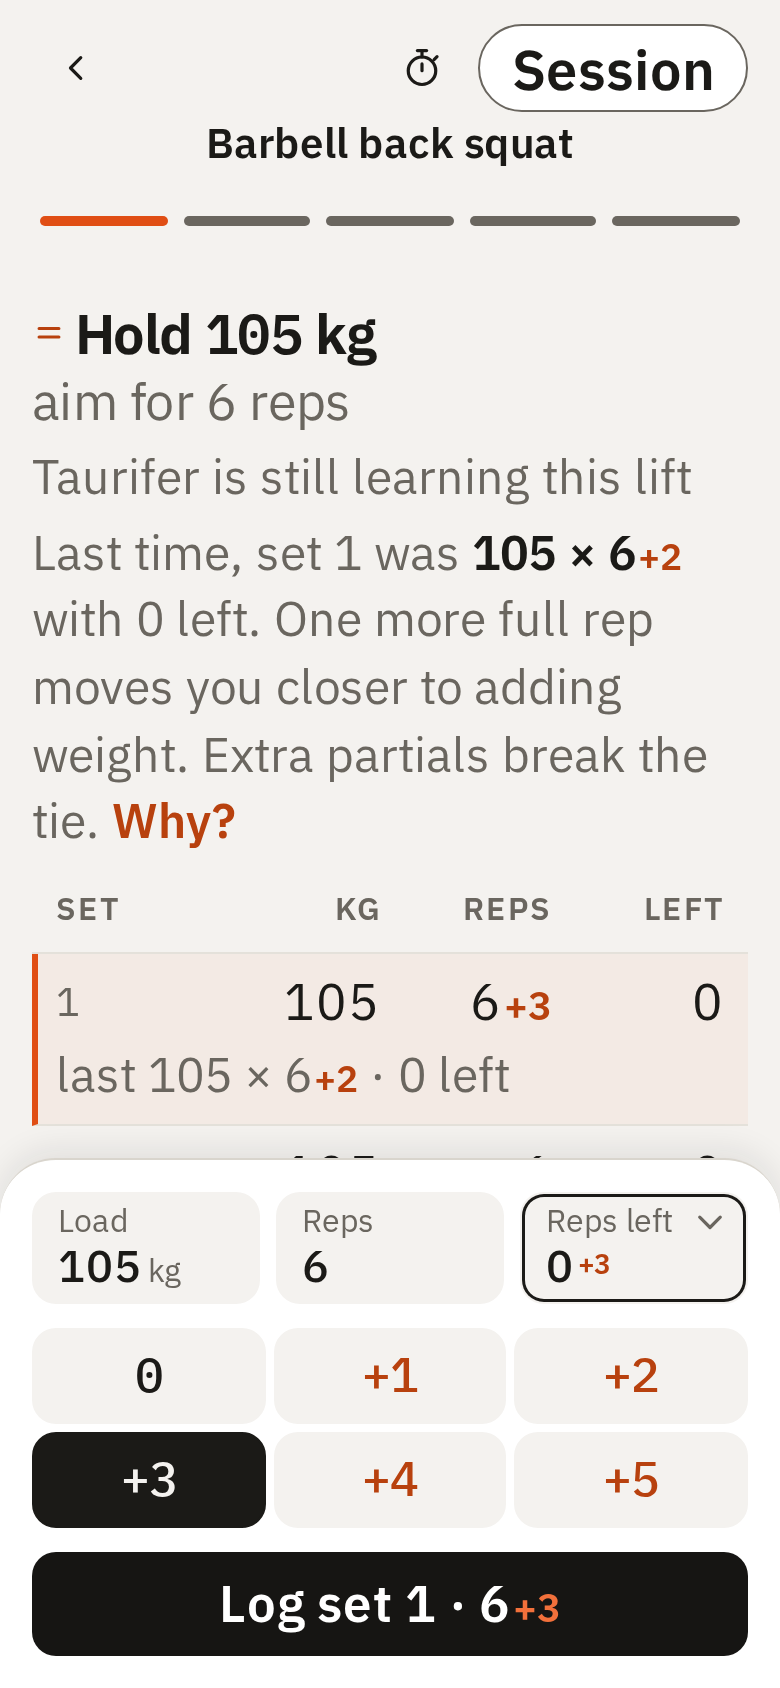 Session
Barbell back squat
= Hold 105 kg
aim for 6 reps
Taurifer is still learning this lift
Last time, set 1 was 105 × 6+2
with 0 left. One more full rep
moves you closer to adding
weight. Extra partials break the
tie. Why?
SET KG REPS LEFT
1 105 6+3 0
last 105 × 6+2 · 0 left
Load Reps Reps left
105 kg 6 0 +3
0 +1 +2
+3 +4 +5
Log set 1 · 6+3